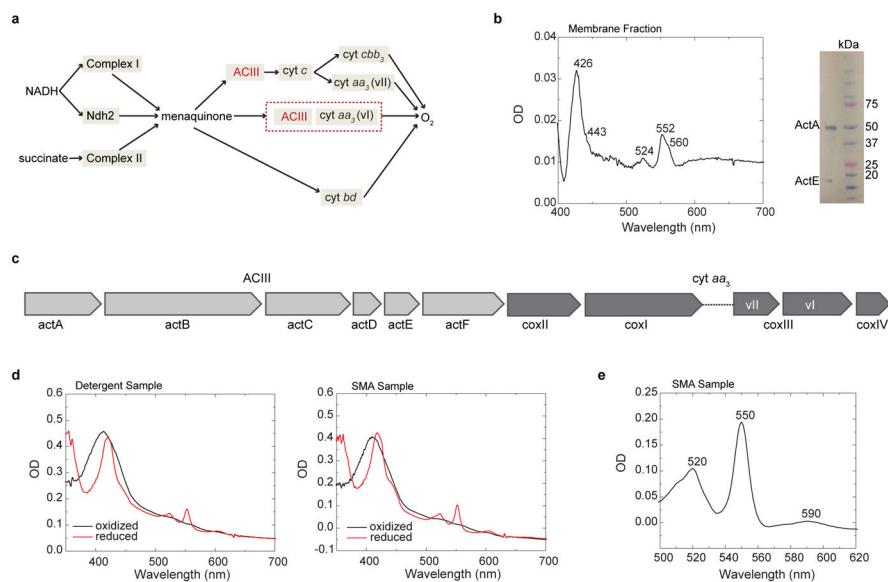 a
NADH
Complex I
Ndh2
succinate
Complex II
menaquinone
ACIII
cyt c
cyt cbb3
cyt aa3 (vII)
ACIII
cyt aa3 (vI)
O2
cyt bd
b
Membrane Fraction
OD
0.04
0.03
0.02
0.01
0.00
426
443
524
552
560
400
500
600
700
Wavelength (nm)
kDa
ActA
ActE
75
50
37
25
20
c
ACIII
cyt aa3
vII
vI
actA
actB
actC
actD
actE
actF
coxII
coxI
coxIII
coxIV
d
Detergent Sample
OD
0.6
0.5
0.4
0.3
0.2
0.1
0.0
oxidized
reduced
400
500
600
700
Wavelength (nm)
SMA Sample
OD
0.6
0.5
0.4
0.3
0.2
0.1
0.0
-0.1
oxidized
reduced
400
500
600
700
Wavelength (nm)
e
SMA Sample
OD
0.25
0.20
0.15
0.10
0.05
0.00
520
550
590
500
520
540
560
580
600
620
Wavelength (nm)